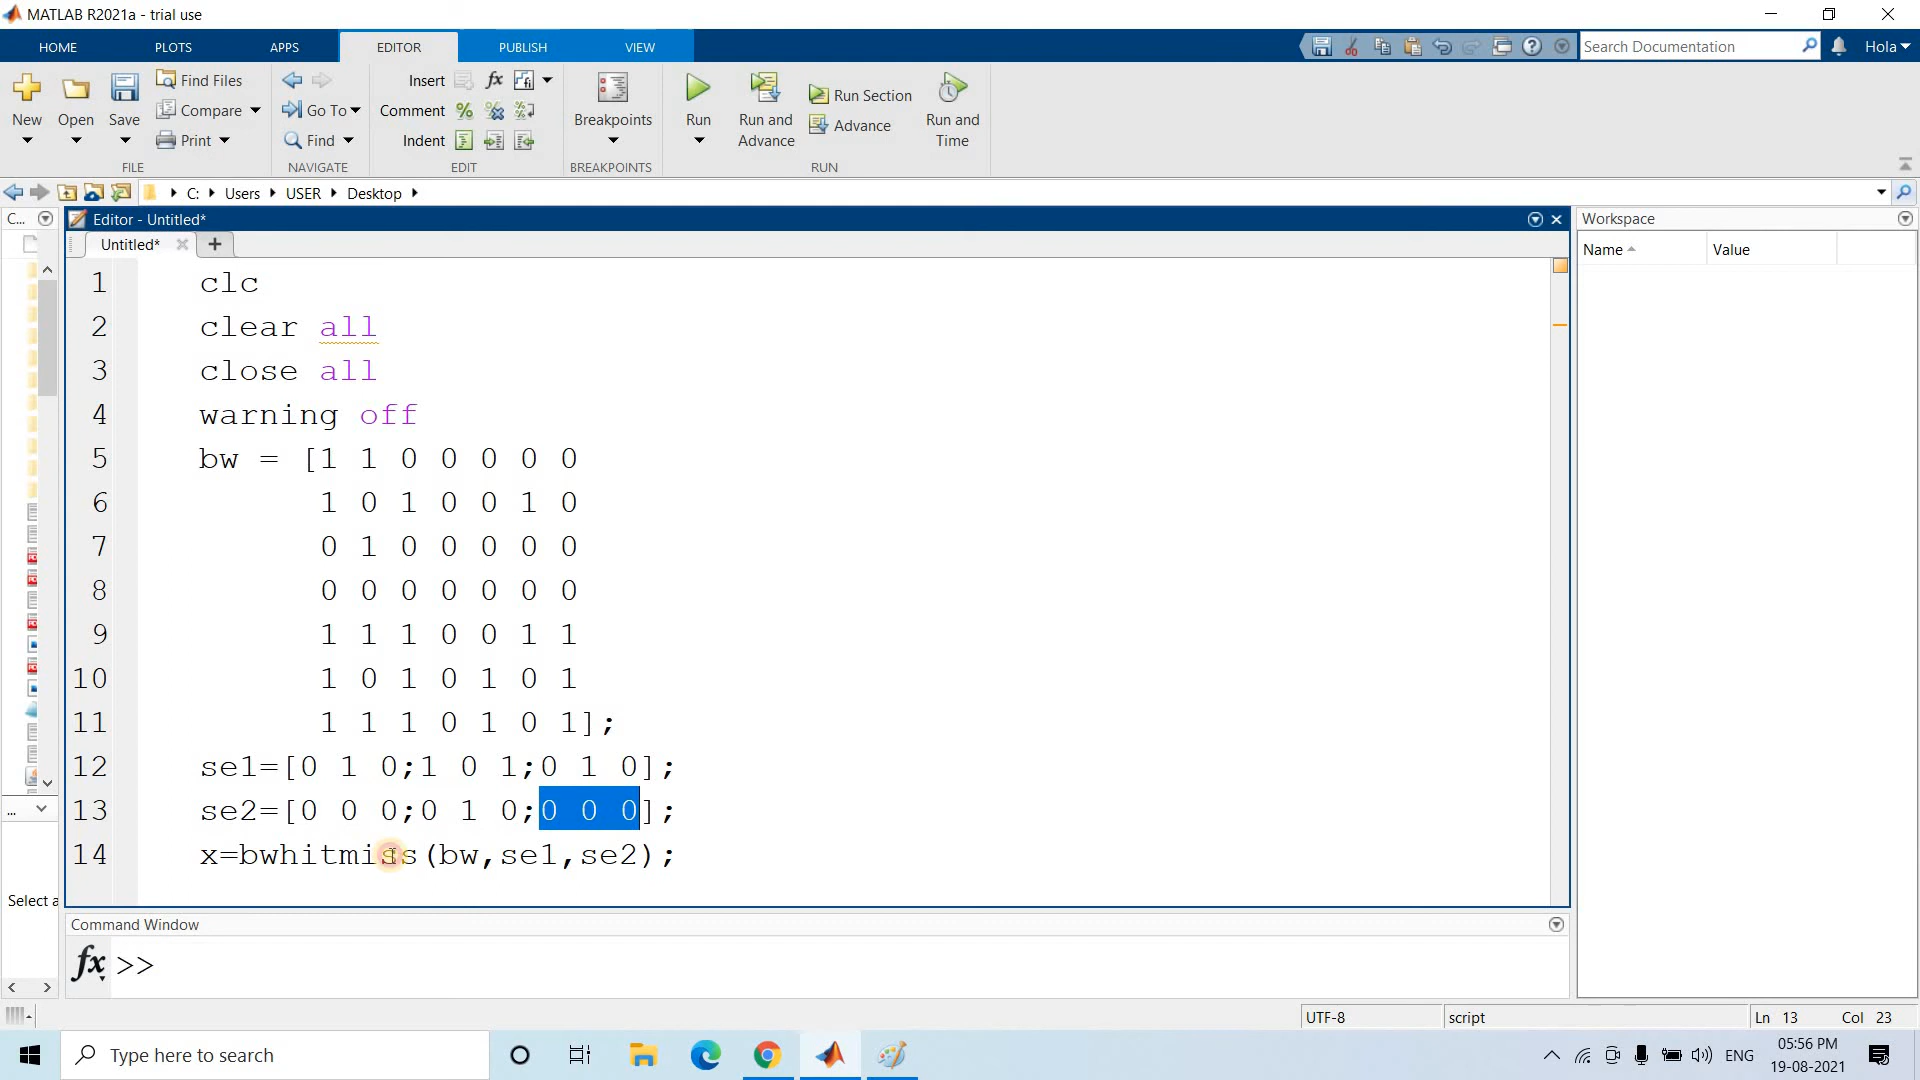 MATLAB R2021a - trial use
HOME PLOTS APPS EDITOR PUBLISH VIEW
Search Documentation
Hola
New Open Save
Find Files
Compare
Print
FILE
Go To
Find
NAVIGATE
Insert fx
Comment
Indent
EDIT
Breakpoints
BREAKPOINTS
Run
Run and Advance
Run Section
Advance
Run and Time
RUN
C: Users USER Desktop
C...
Editor - Untitled*
Untitled* +
Workspace
Name Value
1 clc
2 clear all
3 close all
4 warning off
5 bw = [1 1 0 0 0 0 0
6 1 0 1 0 0 1 0
7 0 1 0 0 0 0 0
8 0 0 0 0 0 0 0
9 1 1 1 0 0 1 1
10 1 0 1 0 1 0 1
11 1 1 1 0 1 0 1];
12 se1=[0 1 0;1 0 1;0 1 0];
13 se2=[0 0 0;0 1 0;0 0 0];
14 x=bwhitmiss(bw,se1,se2);
...
Select a
Command Window
fx >>
UTF-8 script Ln 13 Col 23
Type here to search
ENG
05:56 PM
19-08-2021